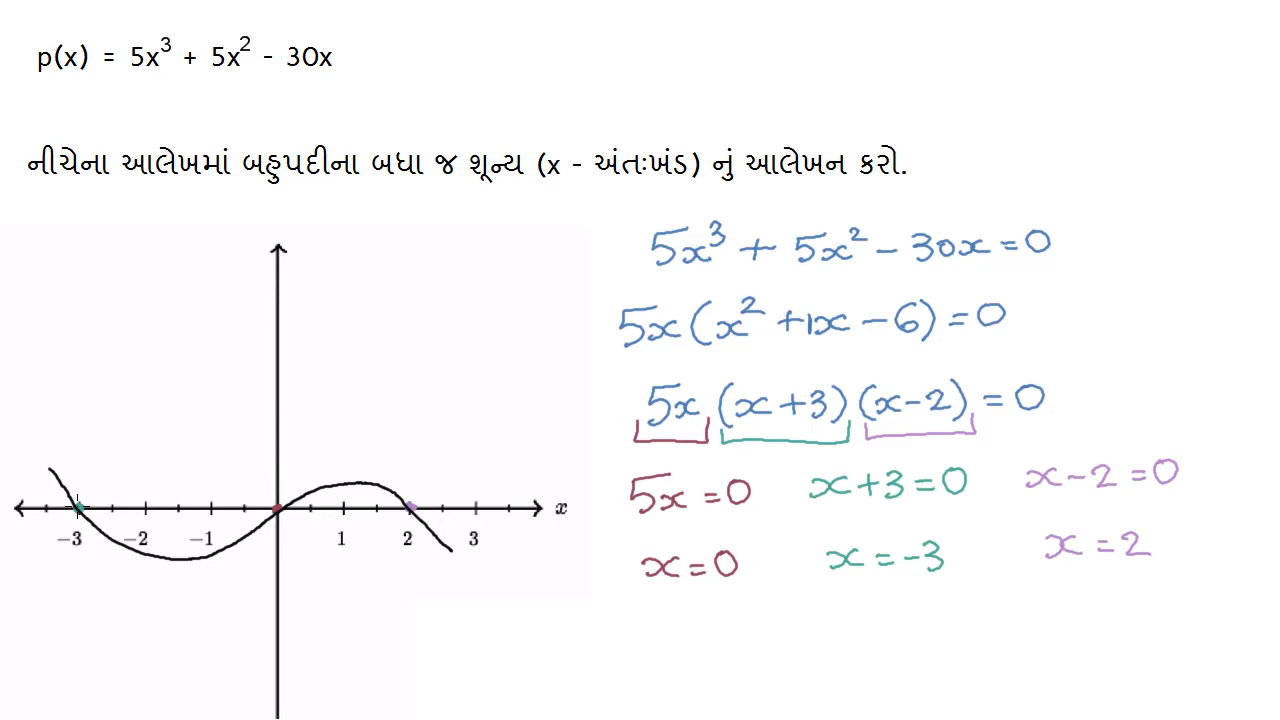 p(x) = 5x³ + 5x² - 30x
નીચેના આલેખમાં બહુપદીના બધા જ શૂન્ય (x - અંતઃખંડ) નું આલેખન કરો.
5x³ + 5x² - 30x = 0
5x(x² + 1x - 6) = 0
5x (x + 3) (x - 2) = 0
5x = 0 x + 3 = 0 x - 2 = 0
x = 0 x = -3 x = 2
x
-3 -2 -1 1 2 3